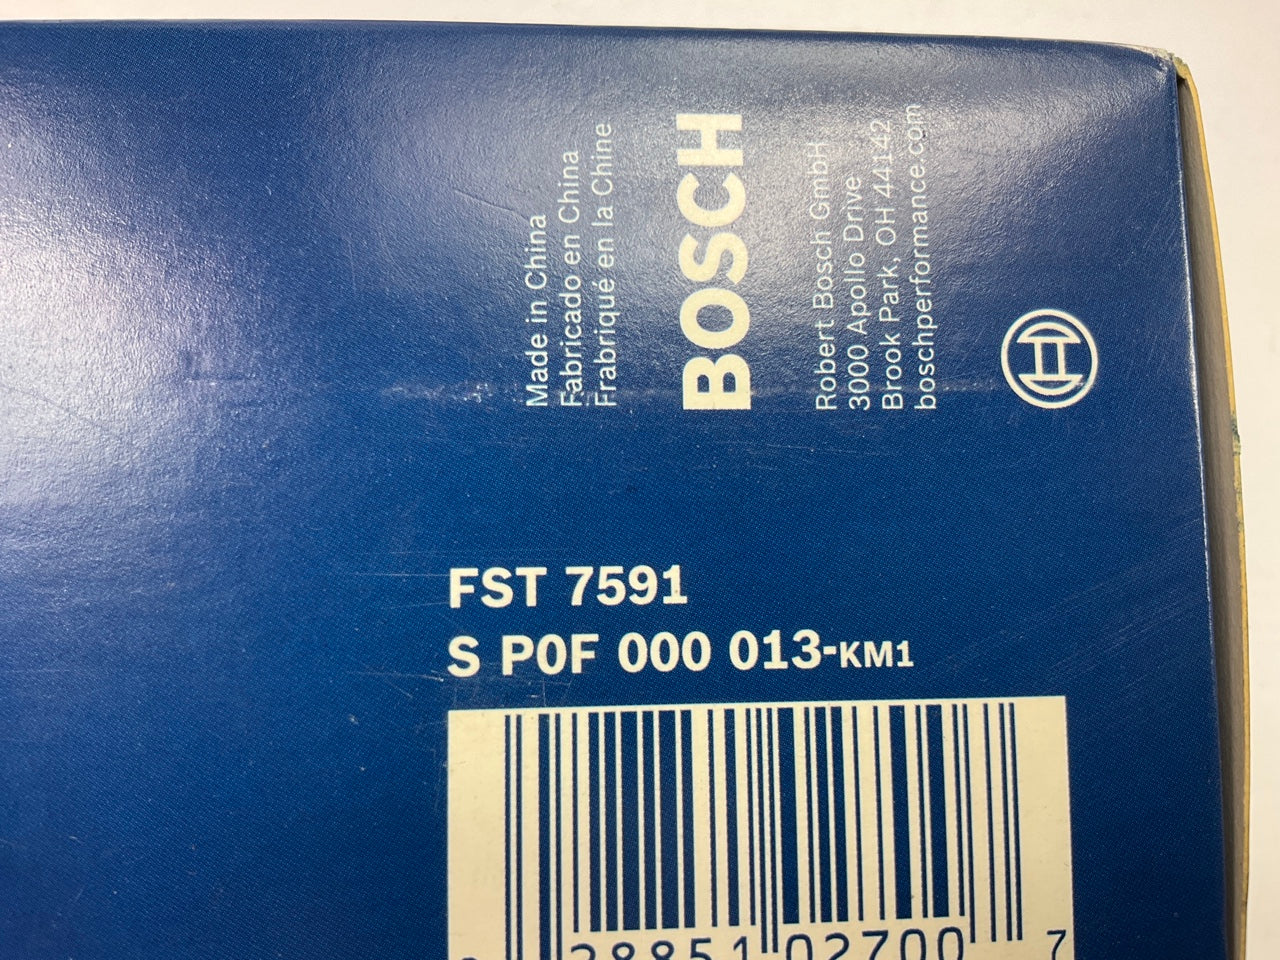 Made in China
Fabricado en China
Frabriqué en la Chine
BOSCH
Robert Bosch GmbH
3000 Apollo Drive
Brook Park, OH 44142
boschperformance.com
FST 7591
S P0F 000 013-KM1
28851 02700 7